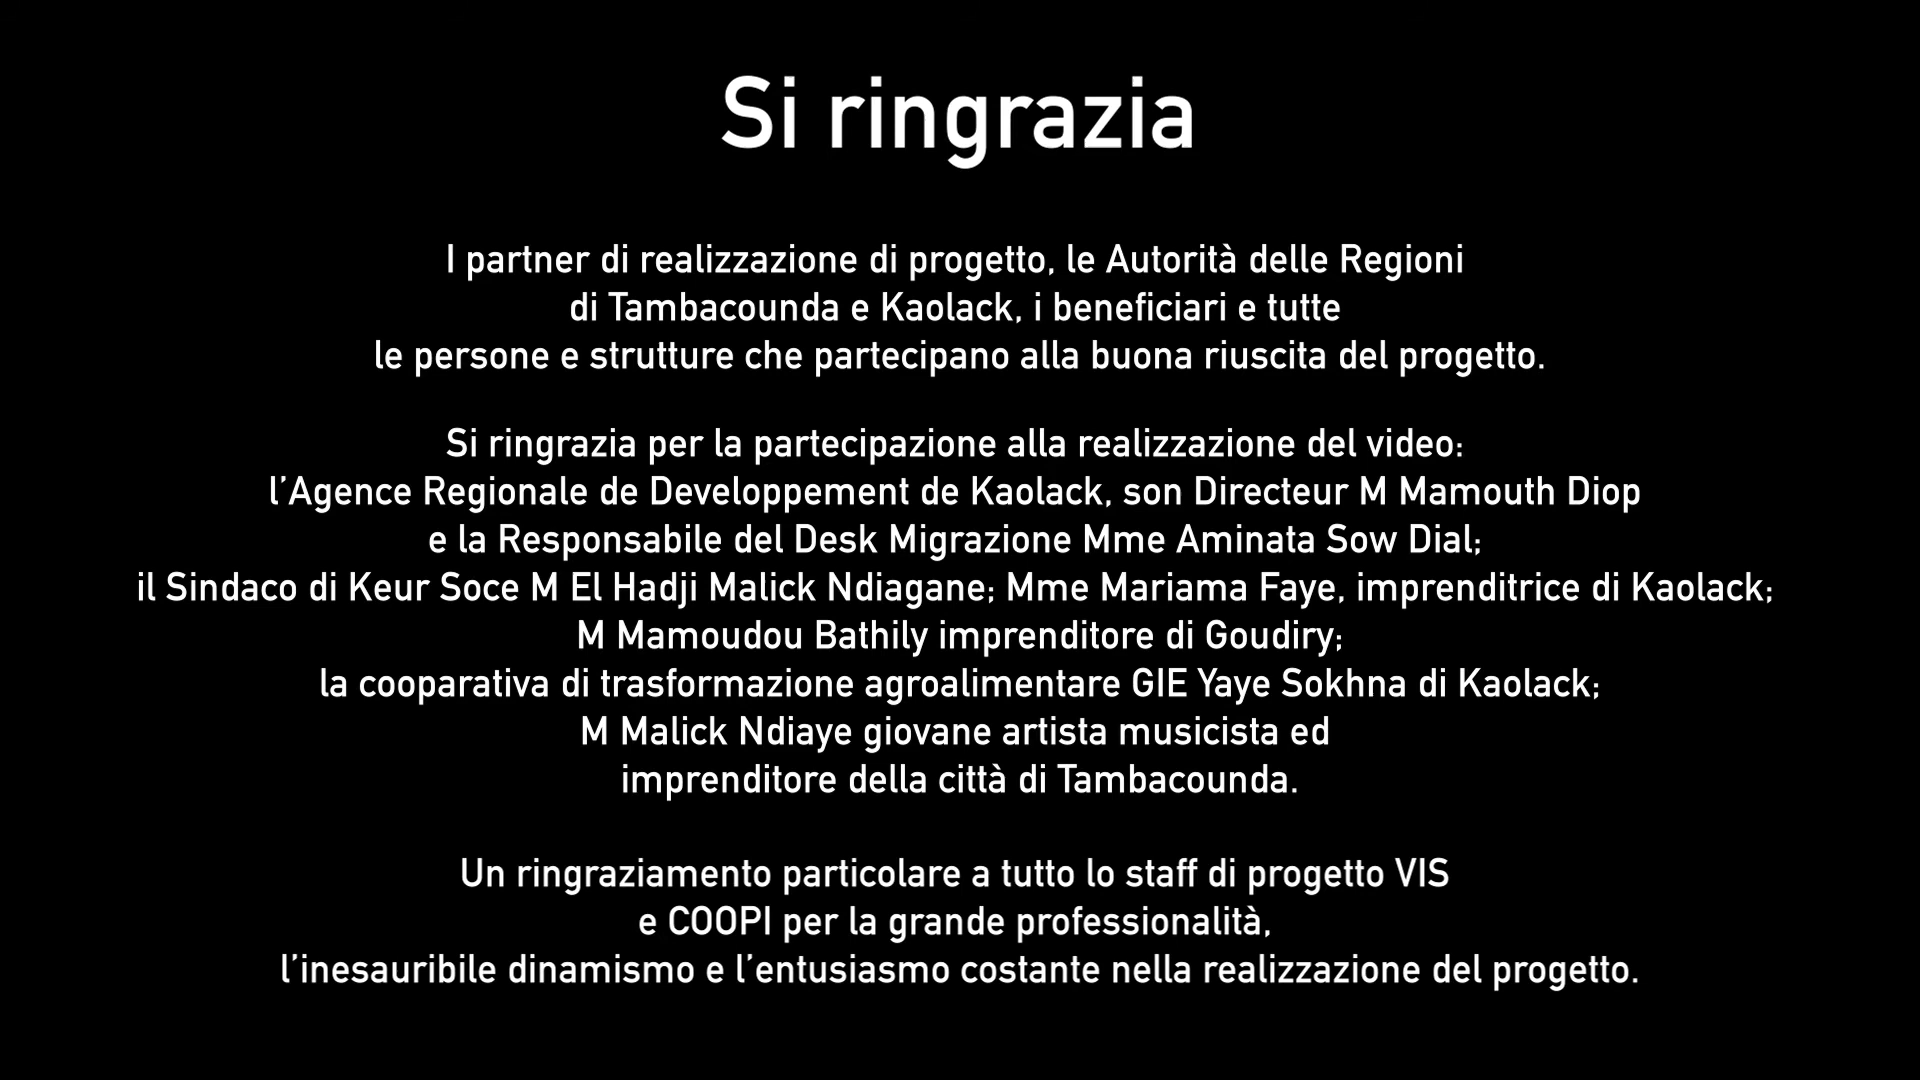 Si ringrazia
I partner di realizzazione di progetto, le Autorità delle Regioni
di Tambacounda e Kaolack, i beneficiari e tutte
le persone e strutture che partecipano alla buona riuscita del progetto.
Si ringrazia per la partecipazione alla realizzazione del video:
l’Agence Regionale de Developpement de Kaolack, son Directeur M Mamouth Diop
e la Responsabile del Desk Migrazione Mme Aminata Sow Dial;
il Sindaco di Keur Soce M El Hadji Malick Ndiagane; Mme Mariama Faye, imprenditrice di Kaolack;
M Mamoudou Bathily imprenditore di Goudiry;
la cooparativa di trasformazione agroalimentare GIE Yaye Sokhna di Kaolack;
M Malick Ndiaye giovane artista musicista ed
imprenditore della città di Tambacounda.
Un ringraziamento particolare a tutto lo staff di progetto VIS
e COOPI per la grande professionalità,
l’inesauribile dinamismo e l’entusiasmo costante nella realizzazione del progetto.